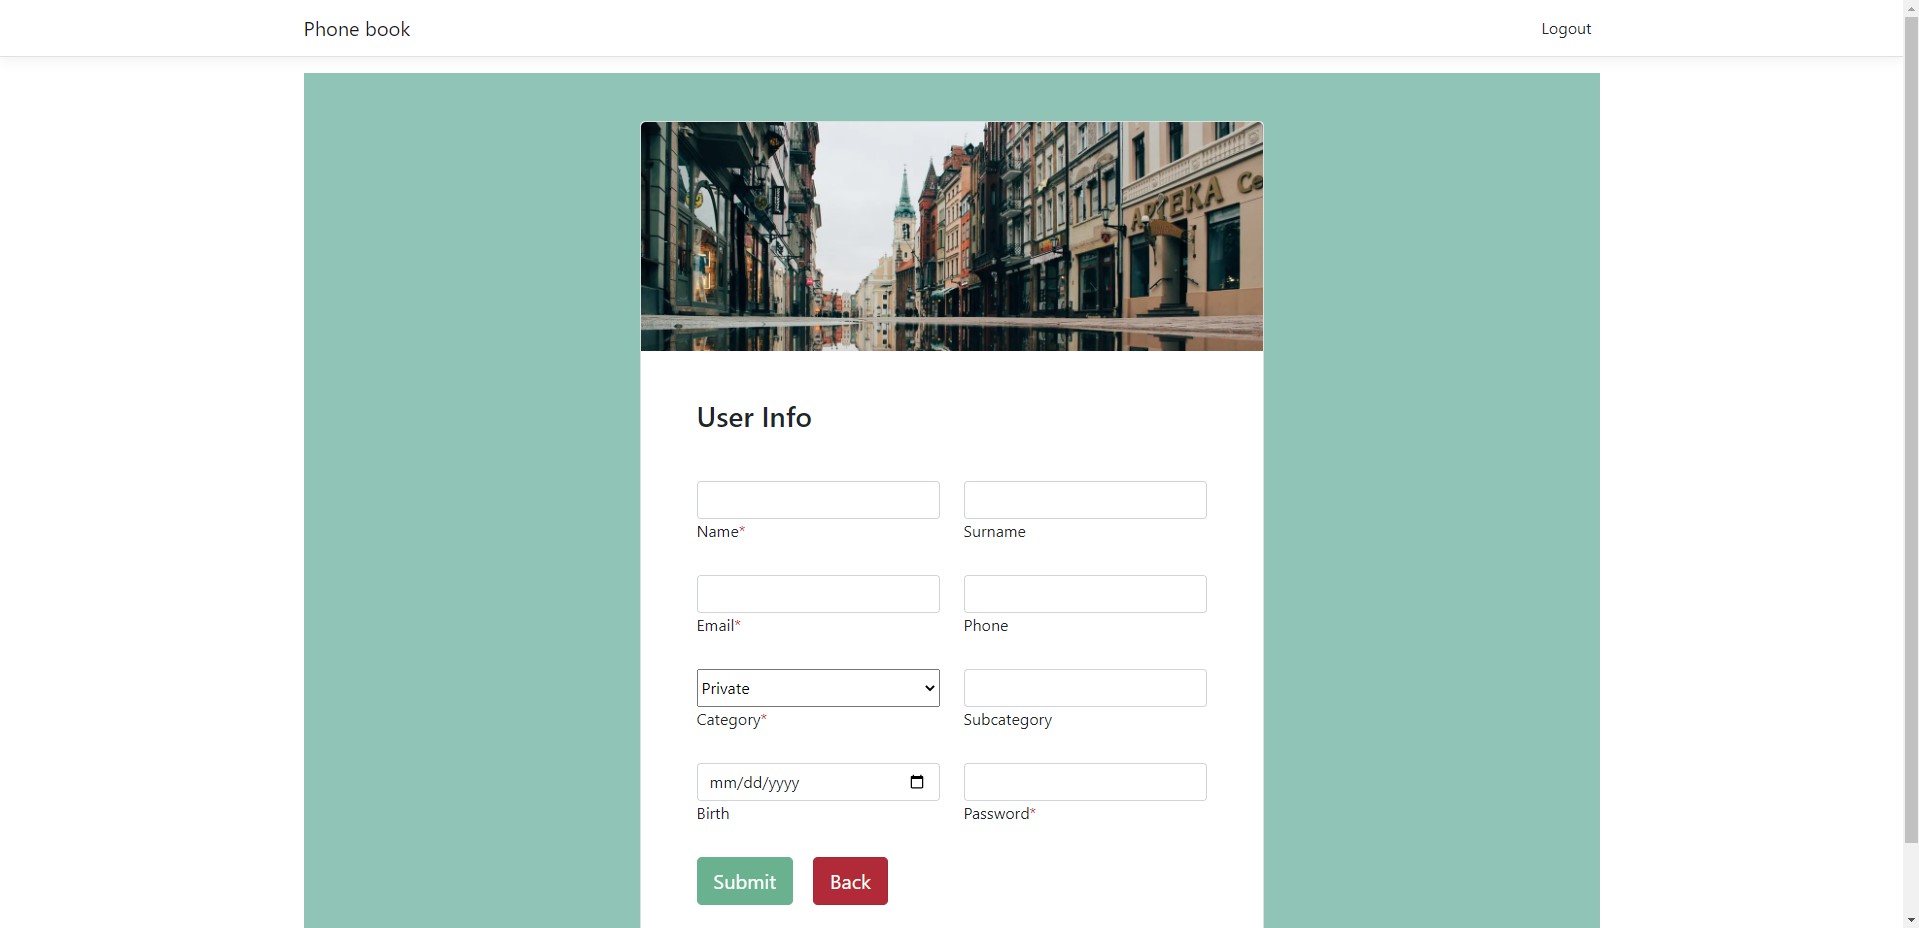 Phone book
Logout
APTEKA Ce
User Info
Name*
Surname
Email*
Phone
Private
Category*
Subcategory
mm/dd/yyyy
Birth
Password*
Submit
Back